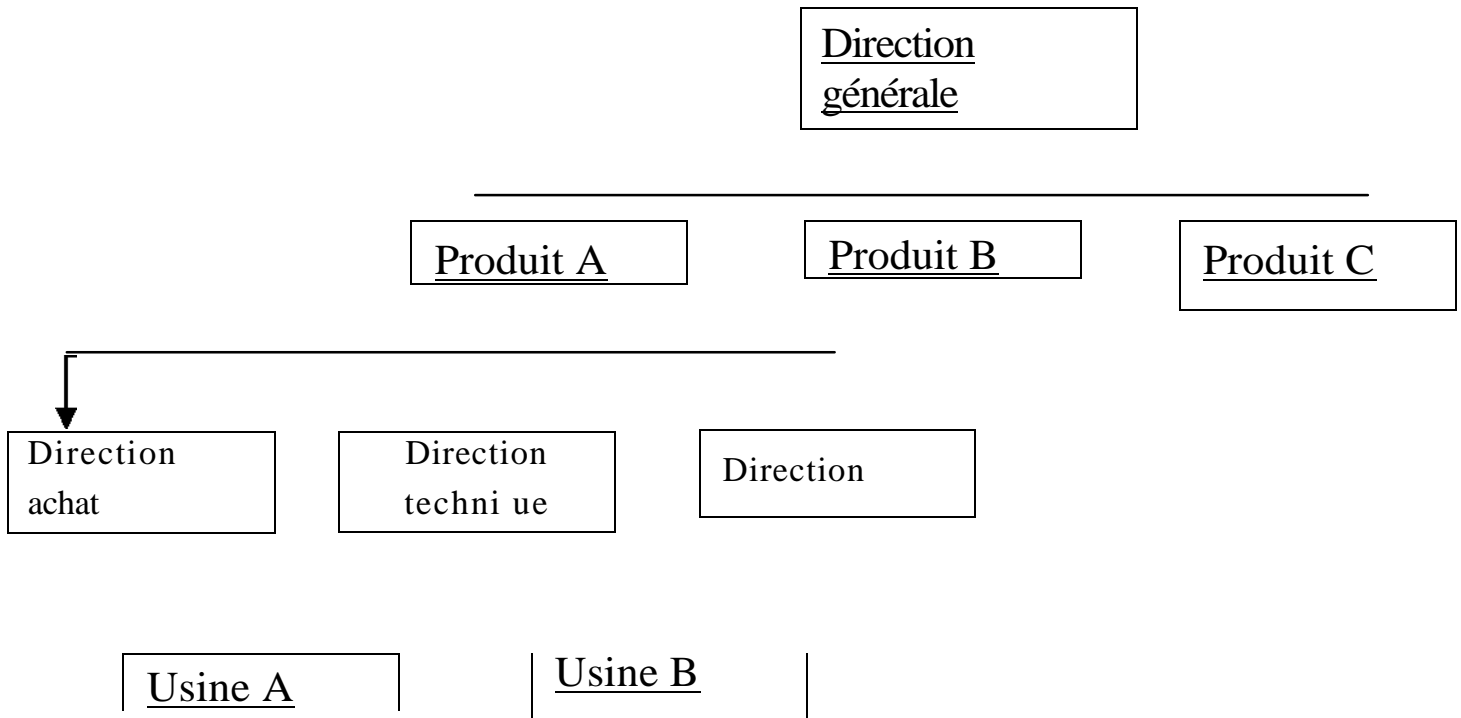 Direction
générale
Produit A
Produit B
Produit C
Direction
achat
Direction
techni ue
Direction
Usine A
Usine B